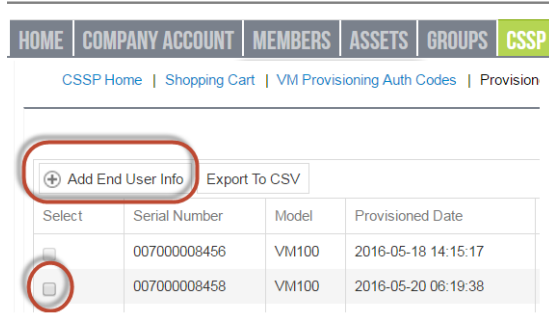 HOME COMPANY ACCOUNT MEMBERS ASSETS GROUPS CSSP
CSSP Home | Shopping Cart | VM Provisioning Auth Codes | Provision
Add End User Info Export To CSV
Select Serial Number Model Provisioned Date
007000008456 VM100 2016-05-18 14:15:17
007000008458 VM100 2016-05-20 06:19:38